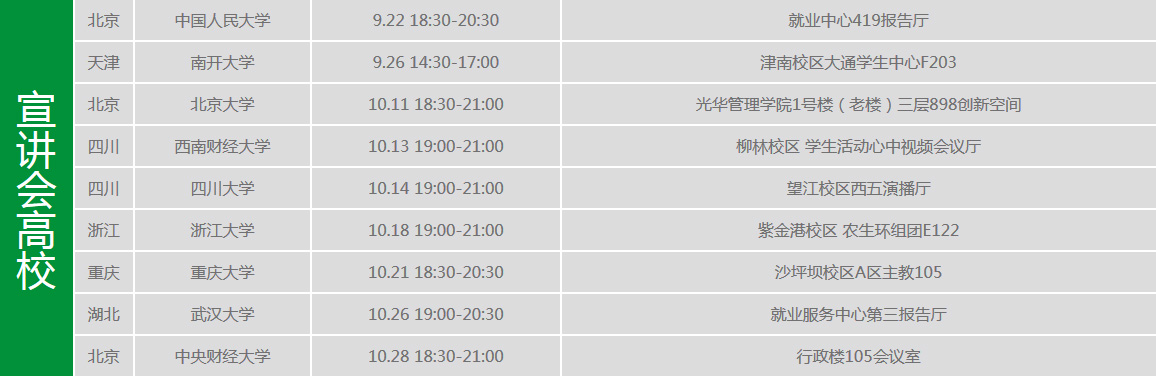 宣讲会高校
北京 中国人民大学 9.22 18:30-20:30 就业中心419报告厅
天津 南开大学 9.26 14:30-17:00 津南校区大通学生中心F203
北京 北京大学 10.11 18:30-21:00 光华管理学院1号楼（老楼）三层898创新空间
四川 西南财经大学 10.13 19:00-21:00 柳林校区 学生活动心中视频会议厅
四川 四川大学 10.14 19:00-21:00 望江校区西五演播厅
浙江 浙江大学 10.18 19:00-21:00 紫金港校区 农生环组团E122
重庆 重庆大学 10.21 18:30-20:30 沙坪坝校区A区主教105
湖北 武汉大学 10.26 19:00-20:30 就业服务中心第三报告厅
北京 中央财经大学 10.28 18:30-21:00 行政楼105会议室